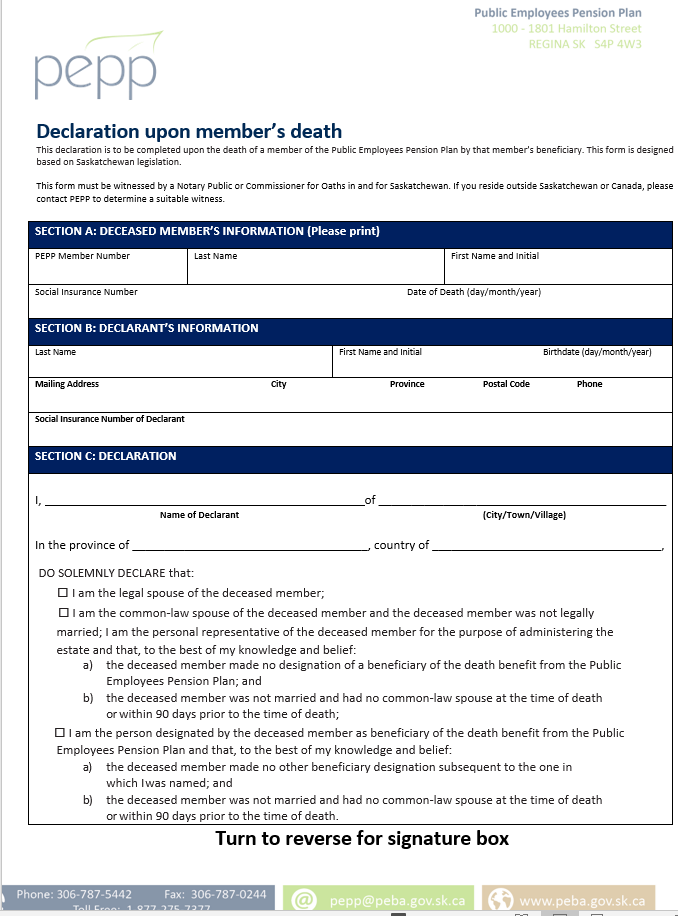 Public Employees Pension Plan
1000 - 1801 Hamilton Street
REGINA SK S4P 4W3
pepp
Declaration upon member's death
This declaration is to be completed upon the death of a member of the Public Employees Pension Plan by that member's beneficiary. This form is designed
based on Saskatchewan legislation.
This form must be witnessed by a Notary Public or Commissioner for Oaths in and for Saskatchewan. If you reside outside Saskatchewan or Canada, please
contact PEPP to determine a suitable witness.
SECTION A: DECEASED MEMBER'S INFORMATION (Please print)
PEPP Member Number Last Name First Name and Initial
Social Insurance Number Date of Death (day/month/year)
SECTION B: DECLARANT'S INFORMATION
Last Name First Name and Initial Birthdate (day/month/year)
Mailing Address City Province Postal Code Phone
Social Insurance Number of Declarant
SECTION C: DECLARATION
I, ____________________ of ____________________
Name of Declarant (City/Town/Village)
In the province of ____________________, country of ____________________,
DO SOLEMNLY DECLARE that:
☐ I am the legal spouse of the deceased member;
☐ I am the common-law spouse of the deceased member and the deceased member was not legally
married; I am the personal representative of the deceased member for the purpose of administering the
estate and that, to the best of my knowledge and belief:
a) the deceased member made no designation of a beneficiary of the death benefit from the Public
Employees Pension Plan; and
b) the deceased member was not married and had no common-law spouse at the time of death
or within 90 days prior to the time of death;
☐ I am the person designated by the deceased member as beneficiary of the death benefit from the Public
Employees Pension Plan and that, to the best of my knowledge and belief:
a) the deceased member made no other beneficiary designation subsequent to the one in
which I was named; and
b) the deceased member was not married and had no common-law spouse at the time of death
or within 90 days prior to the time of death.
Turn to reverse for signature box
Phone: 306-787-5442 Fax: 306-787-0244 @ pepp@peba.gov.sk.ca www.peba.gov.sk.ca
Toll Free: 1-877-275-7377